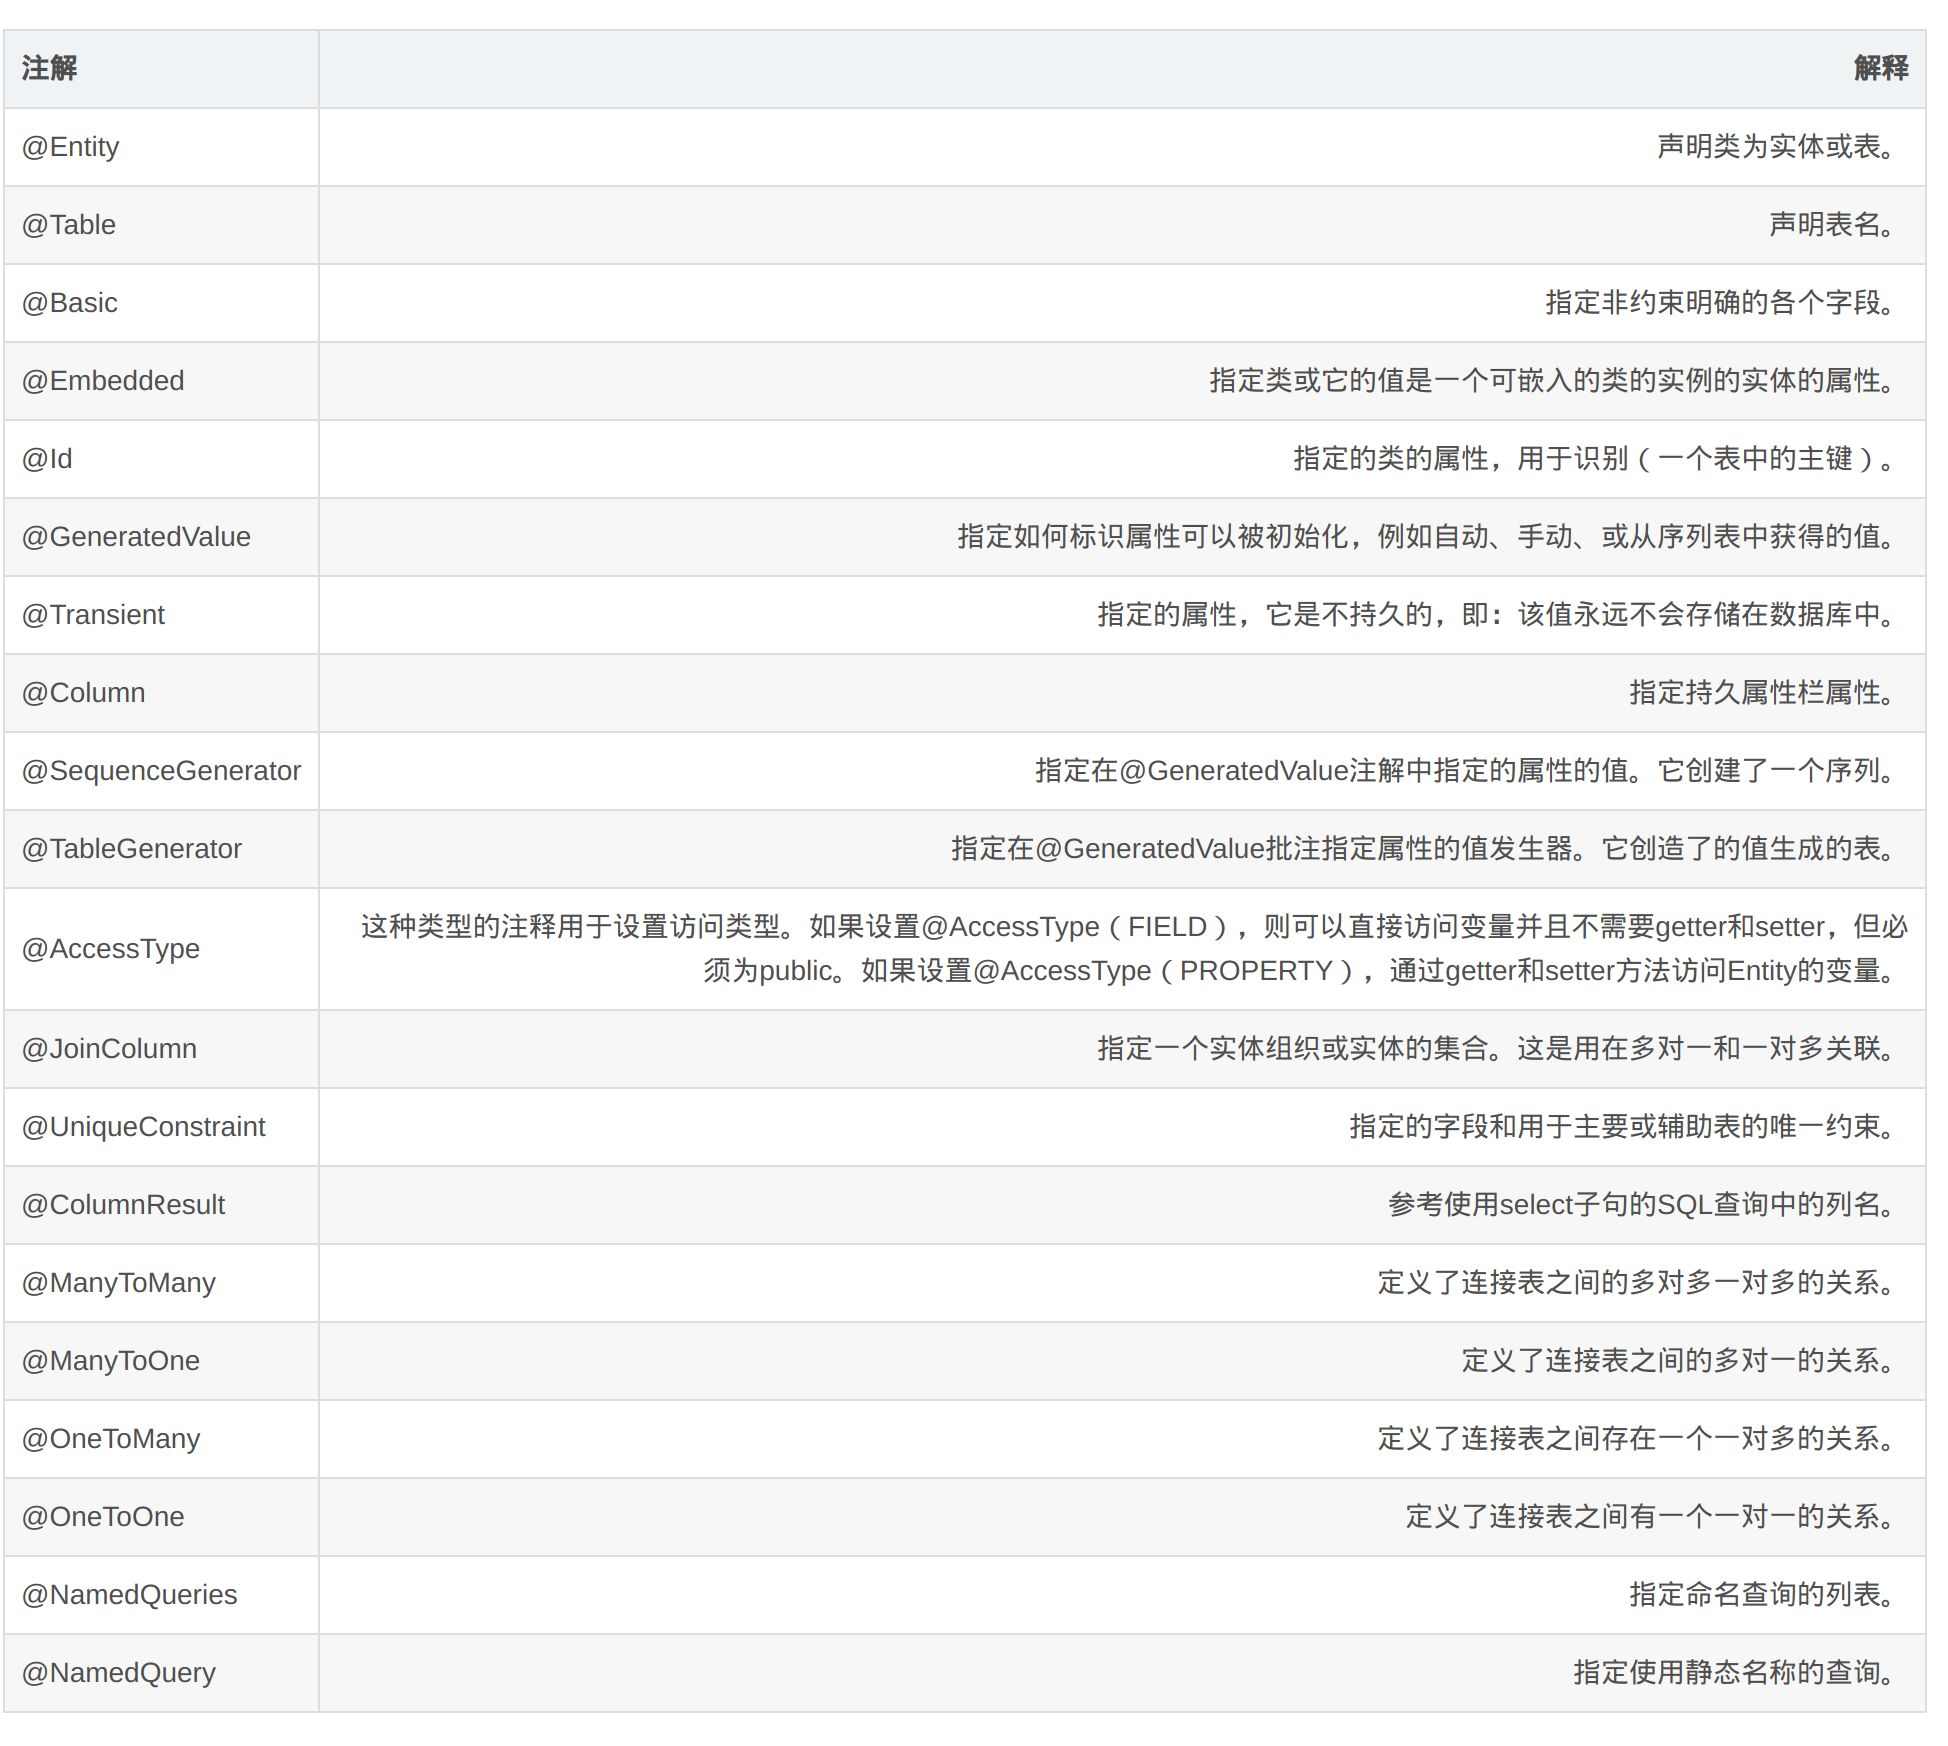 注解 解释
@Entity 声明类为实体或表。
@Table 声明表名。
@Basic 指定非约束明确的各个字段。
@Embedded 指定类或它的值是一个可嵌入的类的实例的实体的属性。
@Id 指定的类的属性，用于识别（一个表中的主键）。
@GeneratedValue 指定如何标识属性可以被初始化，例如自动、手动、或从序列表中获得的值。
@Transient 指定的属性，它是不持久的，即：该值永远不会存储在数据库中。
@Column 指定持久属性栏属性。
@SequenceGenerator 指定在@GeneratedValue注解中指定的属性的值。它创建了一个序列。
@TableGenerator 指定在@GeneratedValue批注指定属性的值发生器。它创造了的值生成的表。
@AccessType 这种类型的注释用于设置访问类型。如果设置@AccessType（FIELD），则可以直接访问变量并且不需要getter和setter，但必
须为public。如果设置@AccessType（PROPERTY），通过getter和setter方法访问Entity的变量。
@JoinColumn 指定一个实体组织或实体的集合。这是用在多对一和一对多关联。
@UniqueConstraint 指定的字段和用于主要或辅助表的唯一约束。
@ColumnResult 参考使用select子句的SQL查询中的列名。
@ManyToMany 定义了连接表之间的多对多一对多的关系。
@ManyToOne 定义了连接表之间的多对一的关系。
@OneToMany 定义了连接表之间存在一个一对多的关系。
@OneToOne 定义了连接表之间有一个一对一的关系。
@NamedQueries 指定命名查询的列表。
@NamedQuery 指定使用静态名称的查询。